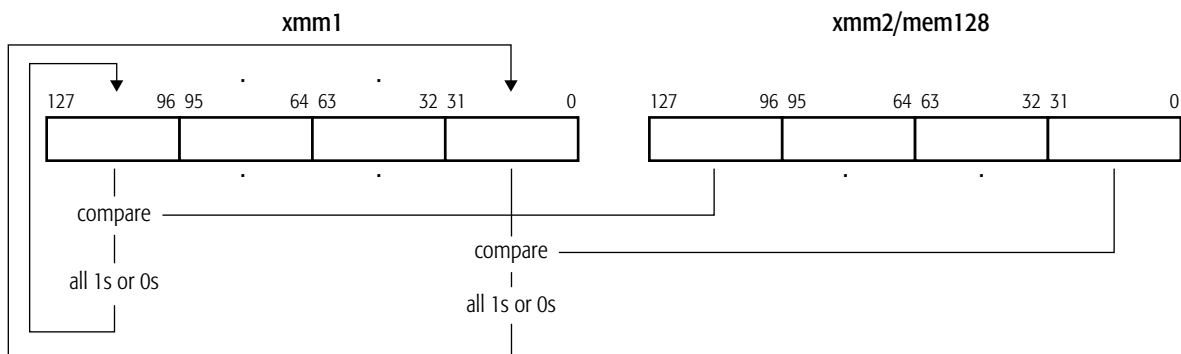 xmm1 xmm2/mem128
127 96 95 64 63 32 31 0 127 96 95 64 63 32 31 0
compare
compare
all 1s or 0s
all 1s or 0s